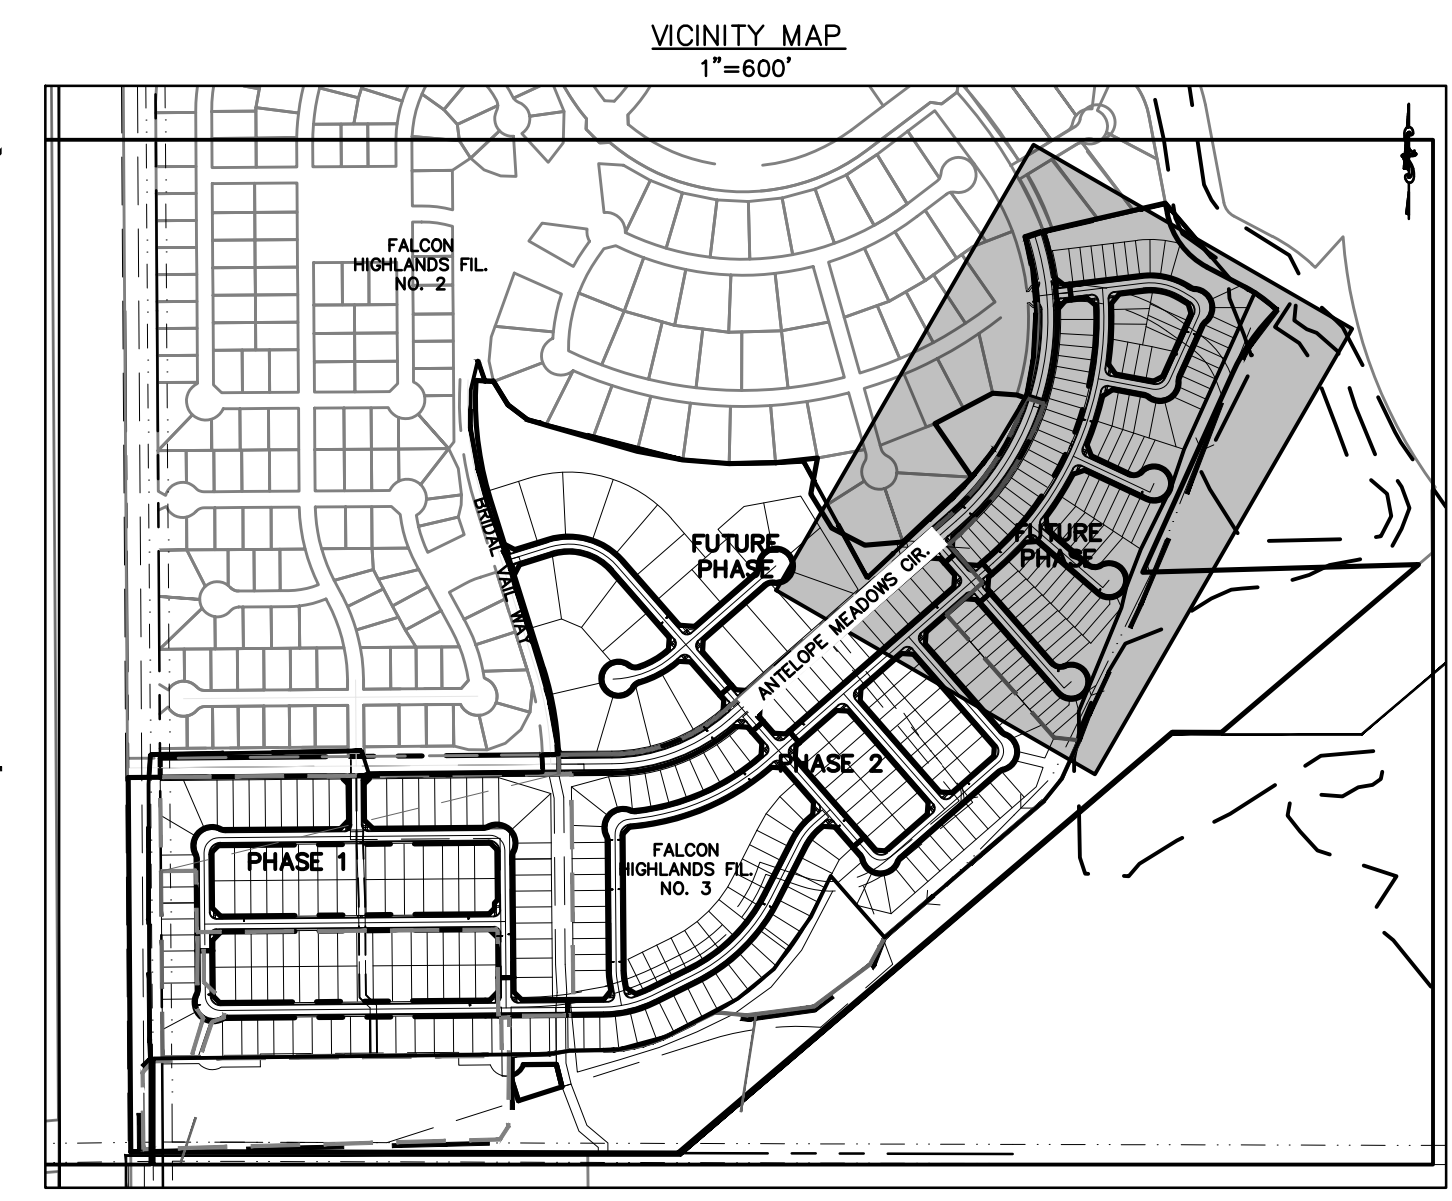 VICINITY MAP
1"=600'
FALCON
HIGHLANDS FIL.
NO. 2
BRIDAL VAIL WAY
FUTURE
PHASE
FUTURE
PHASE
ANTELOPE MEADOWS CIR.
PHASE 2
PHASE 1
FALCON
HIGHLANDS FIL.
NO. 3